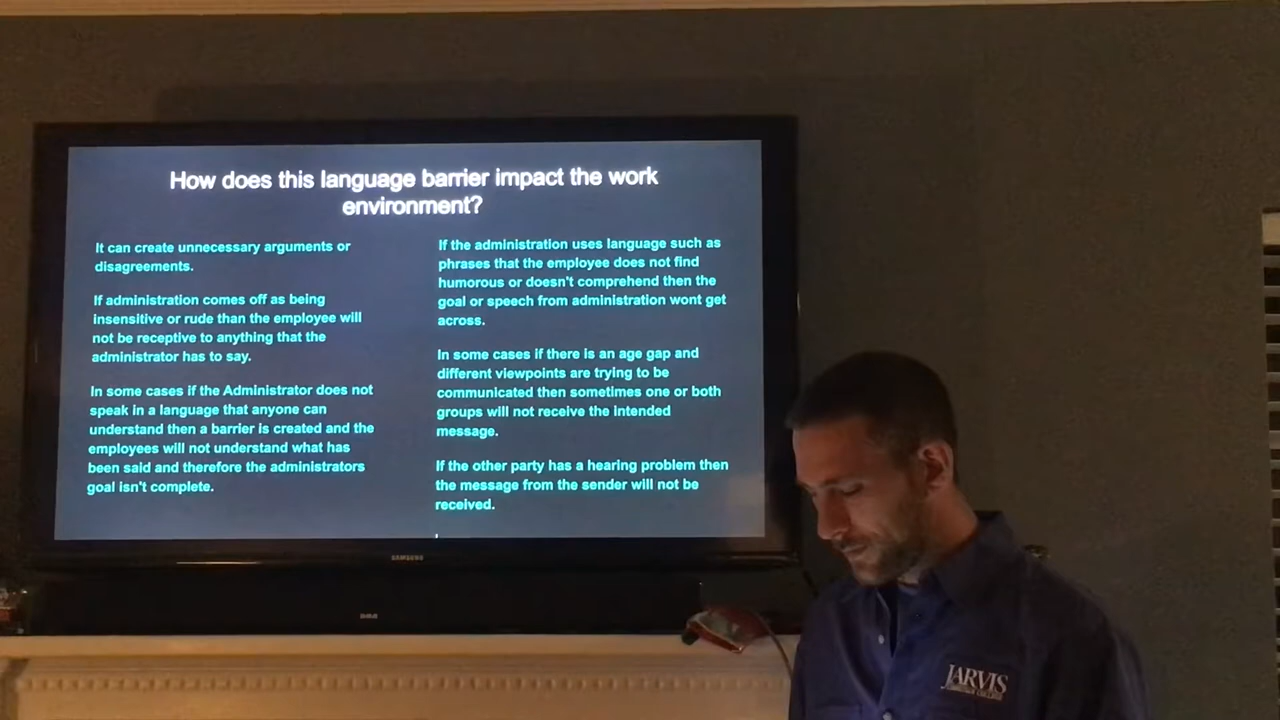 How does this language barrier impact the work
environment?
It can create unnecessary arguments or
disagreements.
If administration comes off as being
insensitive or rude than the employee will
not be receptive to anything that the
administrator has to say.
In some cases if the Administrator does not
speak in a language that anyone can
understand then a barrier is created and the
employees will not understand what has
been said and therefore the administrators
goal isn't complete.
If the administration uses language such as
phrases that the employee does not find
humorous or doesn't comprehend then the
goal or speech from administration wont get
across.
In some cases if there is an age gap and
different viewpoints are trying to be
communicated then sometimes one or both
groups will not receive the intended
message.
If the other party has a hearing problem then
the message from the sender will not be
received.
SAMSUNG
JARVIS
CHRISTIAN COLLEGE